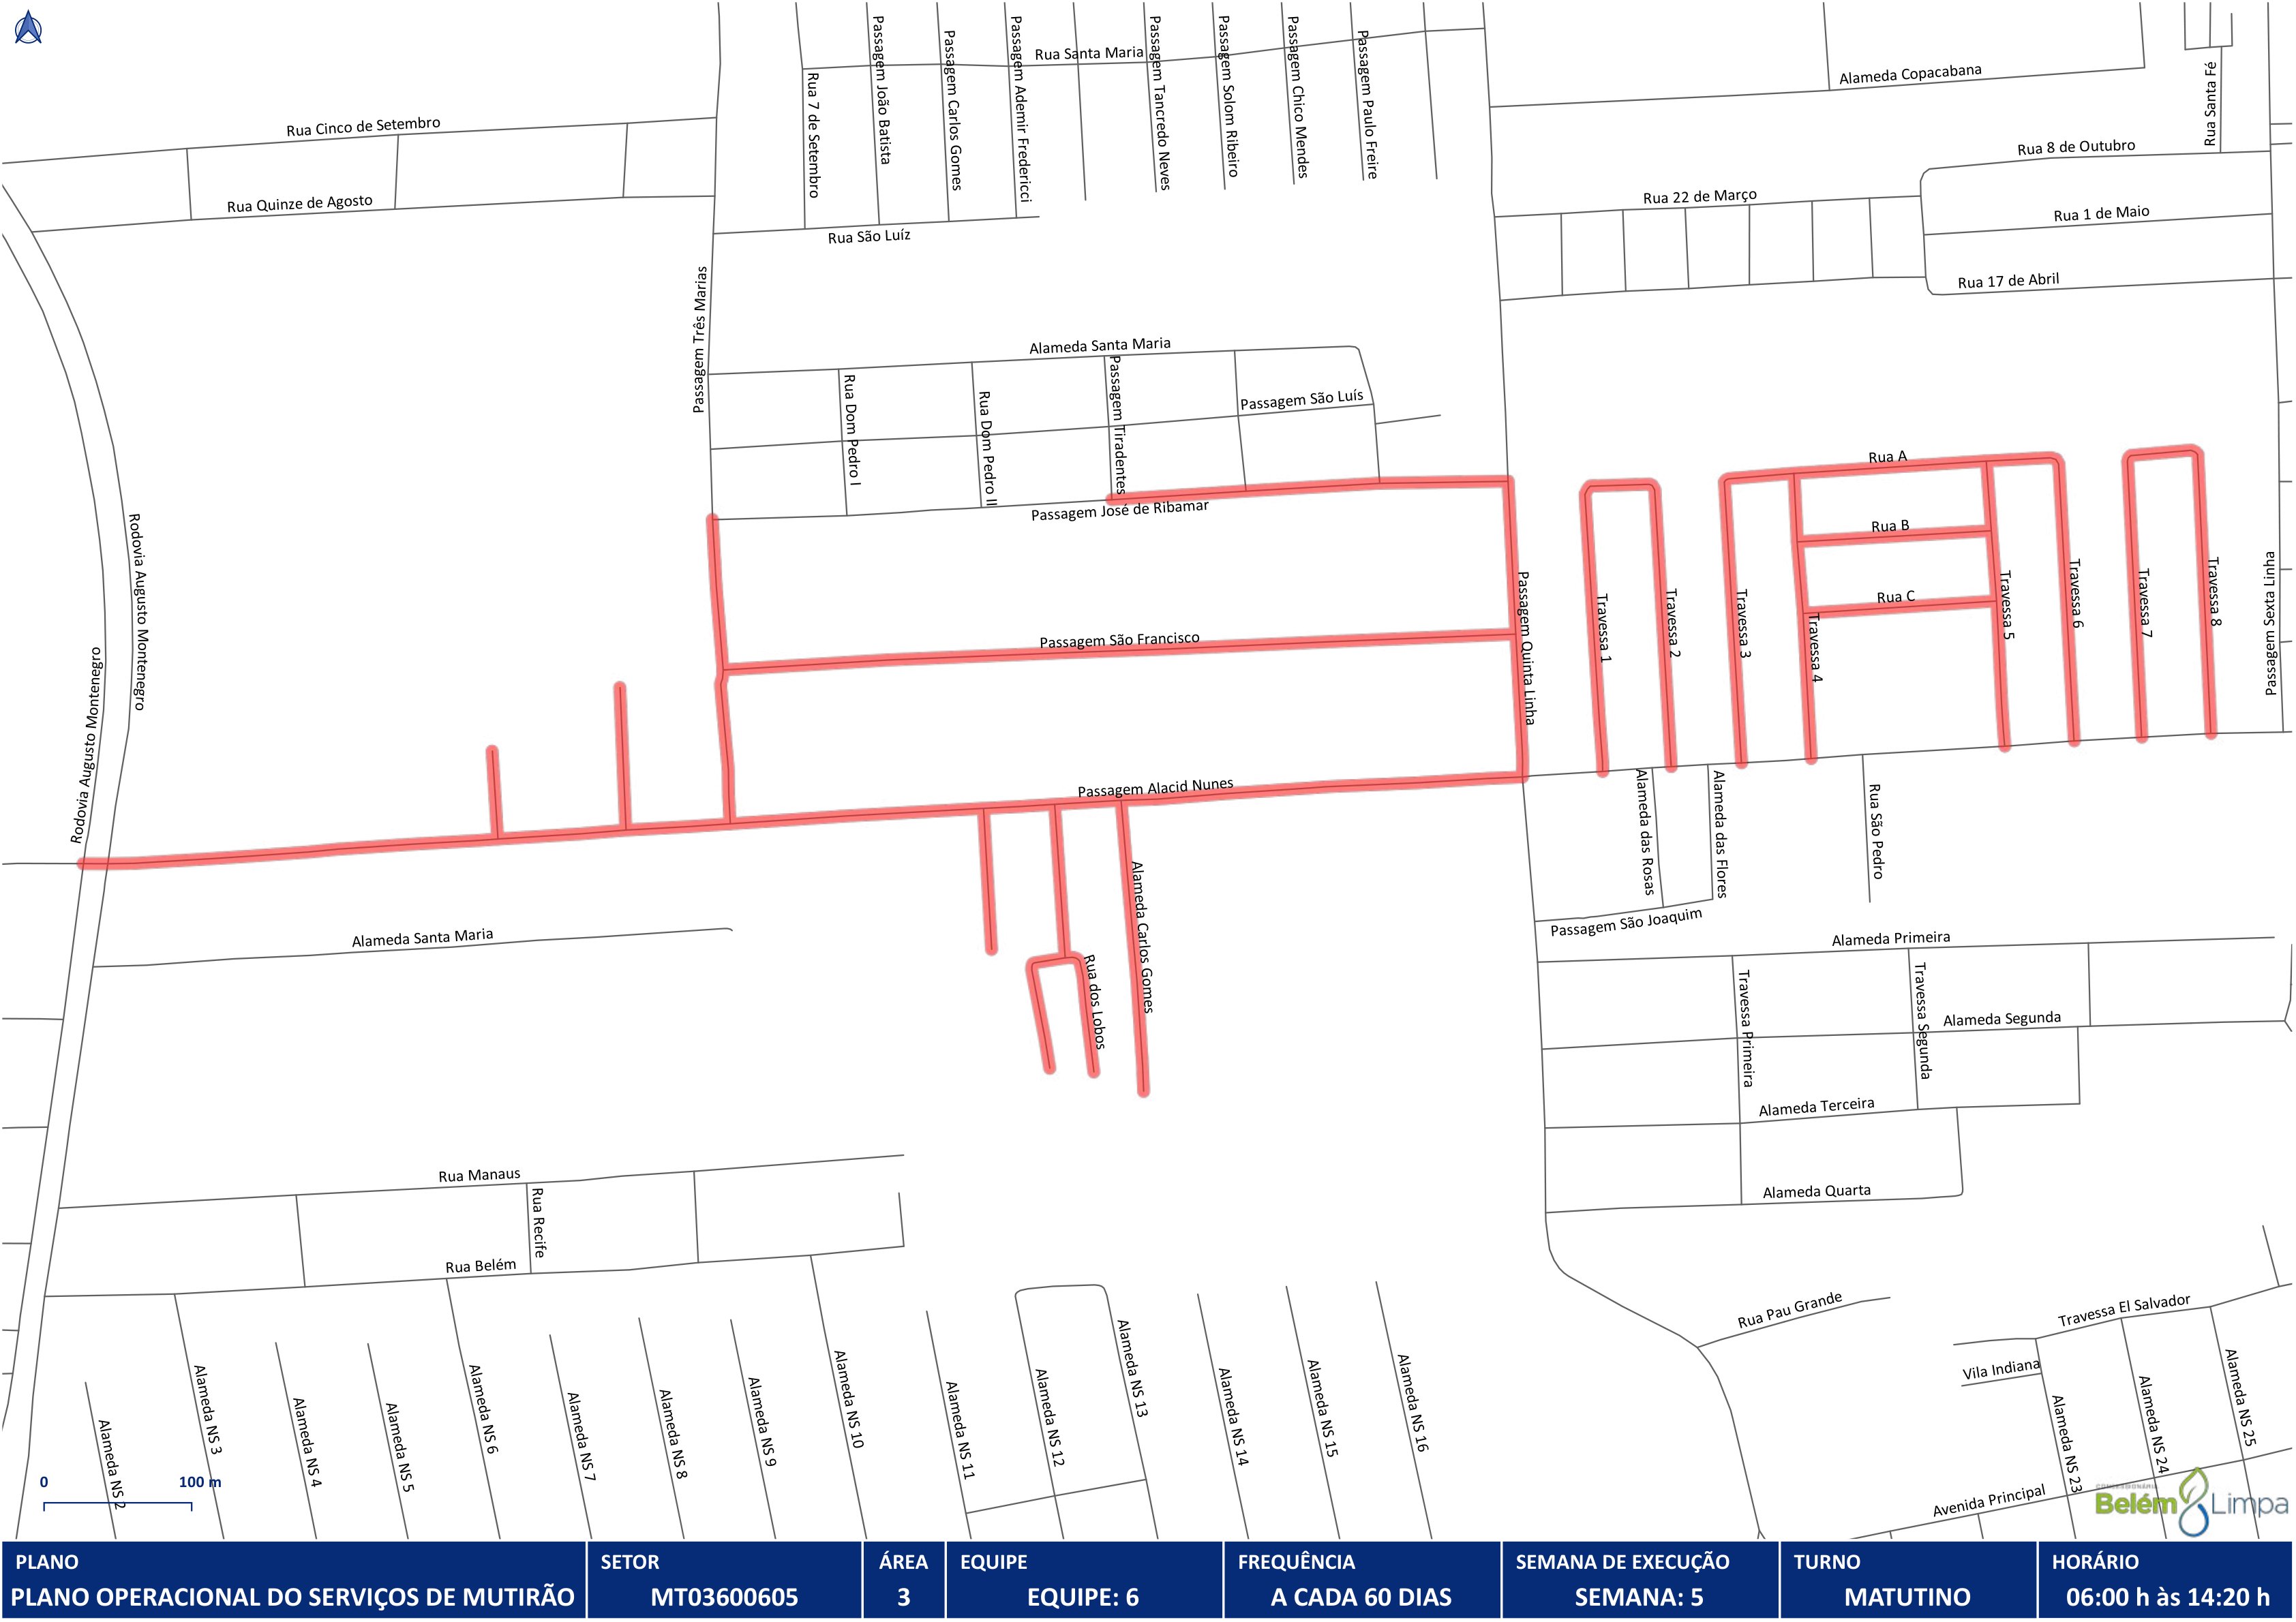 Passagem João Batista
Passagem Carlos Gomes
Passagem Ademir Fredericci
Rua Santa Maria
Passagem Tancredo Neves
Passagem Solom Ribeiro
Passagem Chico Mendes
Passagem Paulo Freire
Alameda Copacabana
Rua Santa Fé
Rua 7 de Setembro
Rua Cinco de Setembro
Rua 8 de Outubro
Rua Quinze de Agosto
Rua 22 de Março
Rua 1 de Maio
Rua São Luíz
Rua 17 de Abril
Passagem Três Marias
Alameda Santa Maria
Rua Dom Pedro I
Rua Dom Pedro II
Passagem Tiradentes
Passagem São Luís
Rua A
Passagem José de Ribamar
Rua B
Rodovia Augusto Montenegro
Rodovia Augusto Montenegro
Passagem São Francisco
Passagem Quinta Linha
Travessa 1
Travessa 2
Travessa 3
Rua C
Travessa 4
Travessa 5
Travessa 6
Travessa 7
Travessa 8
Passagem Sexta Linha
Passagem Alacid Nunes
Alameda das Rosas
Alameda das Flores
Rua São Pedro
Alameda Carlos Gomes
Passagem São Joaquim
Alameda Santa Maria
Alameda Primeira
Rua dos Lobos
Travessa Primeira
Travessa Segunda
Alameda Segunda
Alameda Terceira
Rua Manaus
Rua Recife
Alameda Quarta
Rua Belém
Rua Pau Grande
Travessa El Salvador
Vila Indiana
Alameda NS 2
Alameda NS 3
Alameda NS 4
Alameda NS 5
Alameda NS 6
Alameda NS 7
Alameda NS 8
Alameda NS 9
Alameda NS 10
Alameda NS 11
Alameda NS 12
Alameda NS 13
Alameda NS 14
Alameda NS 15
Alameda NS 16
Alameda NS 23
Alameda NS 24
Alameda NS 25
Avenida Principal
0 100 m
CONCESSIONÁRIA
Belém Limpa
PLANO
PLANO OPERACIONAL DO SERVIÇOS DE MUTIRÃO
SETOR
MT03600605
ÁREA
3
EQUIPE
EQUIPE: 6
FREQUÊNCIA
A CADA 60 DIAS
SEMANA DE EXECUÇÃO
SEMANA: 5
TURNO
MATUTINO
HORÁRIO
06:00 h às 14:20 h